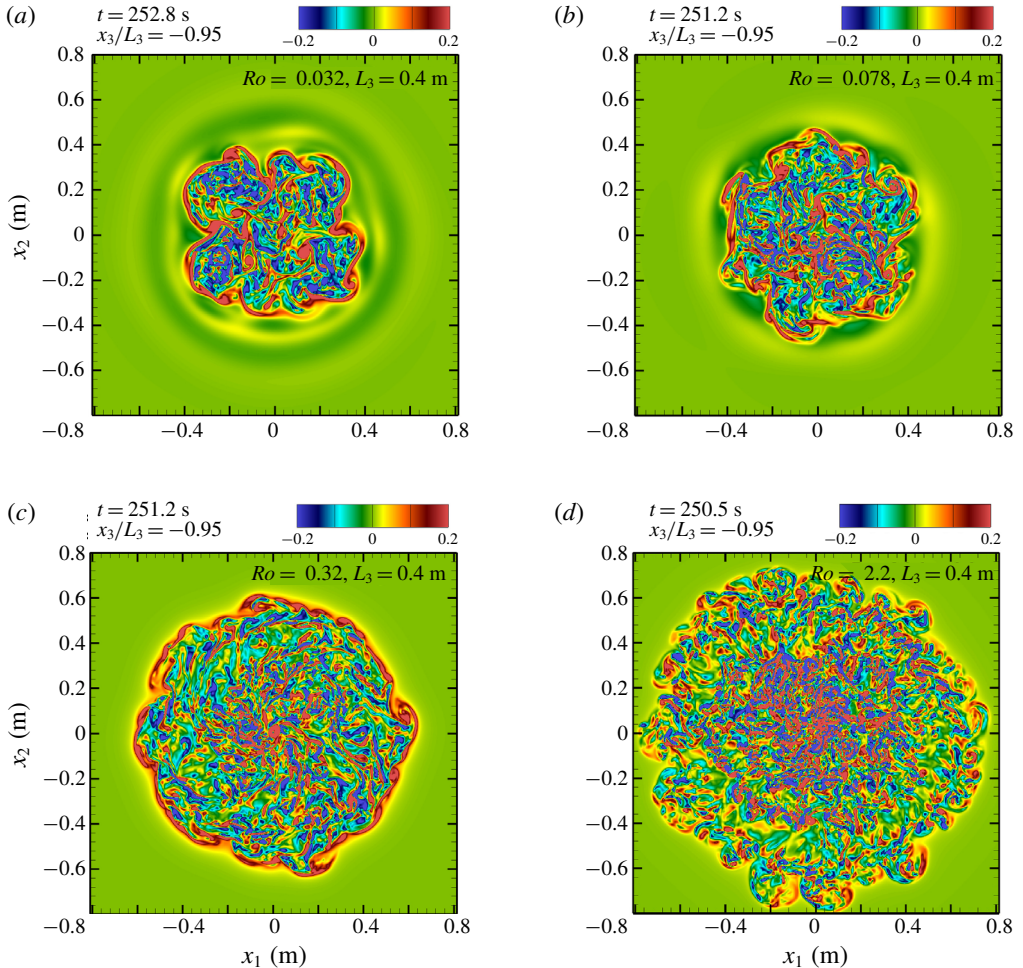 (a)
t = 252.8 s
x₃/L₃ = −0.95
−0.2 0 0.2
Ro = 0.032, L₃ = 0.4 m
0.8
0.6
0.4
0.2
x₂ (m)
0
−0.2
−0.4
−0.6
−0.8
−0.4 0 0.4 0.8
(b)
t = 251.2 s
x₃/L₃ = −0.95
−0.2 0 0.2
Ro = 0.078, L₃ = 0.4 m
0.8
0.6
0.4
0.2
0
−0.2
−0.4
−0.6
−0.8
−0.4 0 0.4 0.8
(c)
t = 251.2 s
x₃/L₃ = −0.95
−0.2 0 0.2
Ro = 0.32, L₃ = 0.4 m
0.8
0.6
0.4
0.2
x₂ (m)
0
−0.2
−0.4
−0.6
−0.8
−0.4 0 0.4 0.8
x₁ (m)
(d)
t = 250.5 s
x₃/L₃ = −0.95
−0.2 0 0.2
Ro = 2.2, L₃ = 0.4 m
0.8
0.6
0.4
0.2
0
−0.2
−0.4
−0.6
−0.8
−0.4 0 0.4 0.8
x₁ (m)